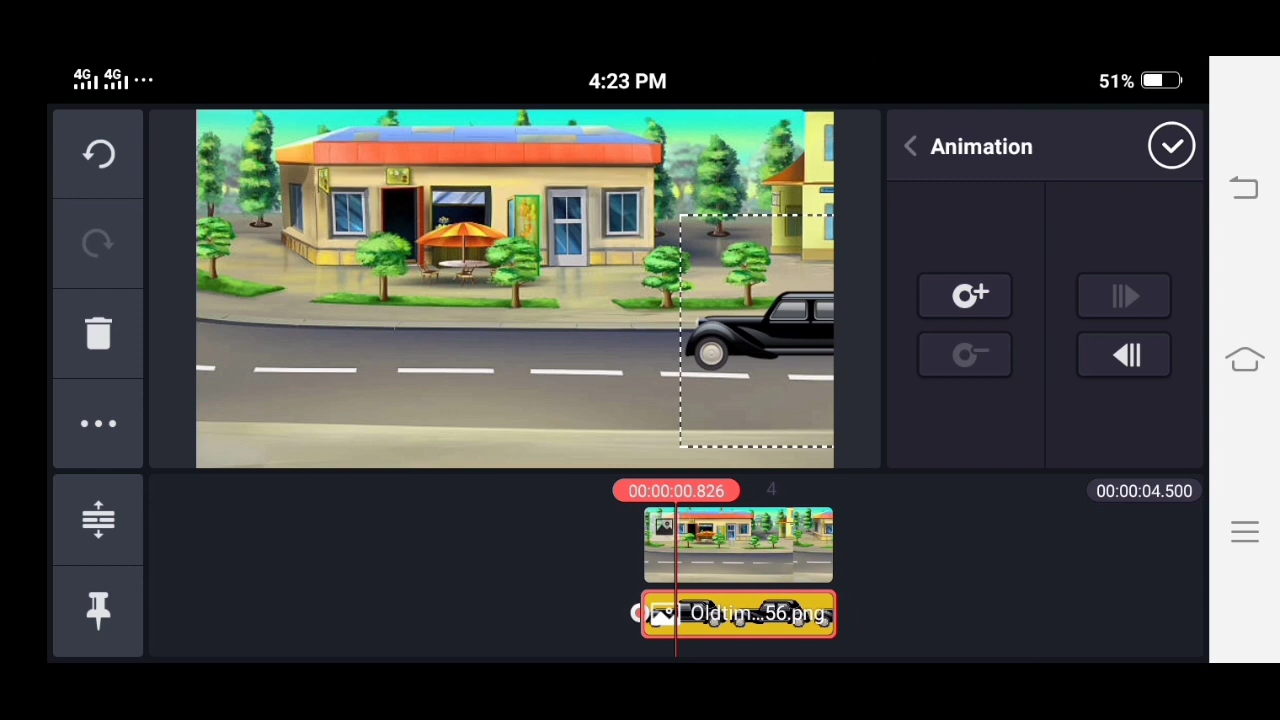 4G 4G ...
4:23 PM
51%
Animation
00:00:00.826
4
00:00:04.500
Oldtim...56.png